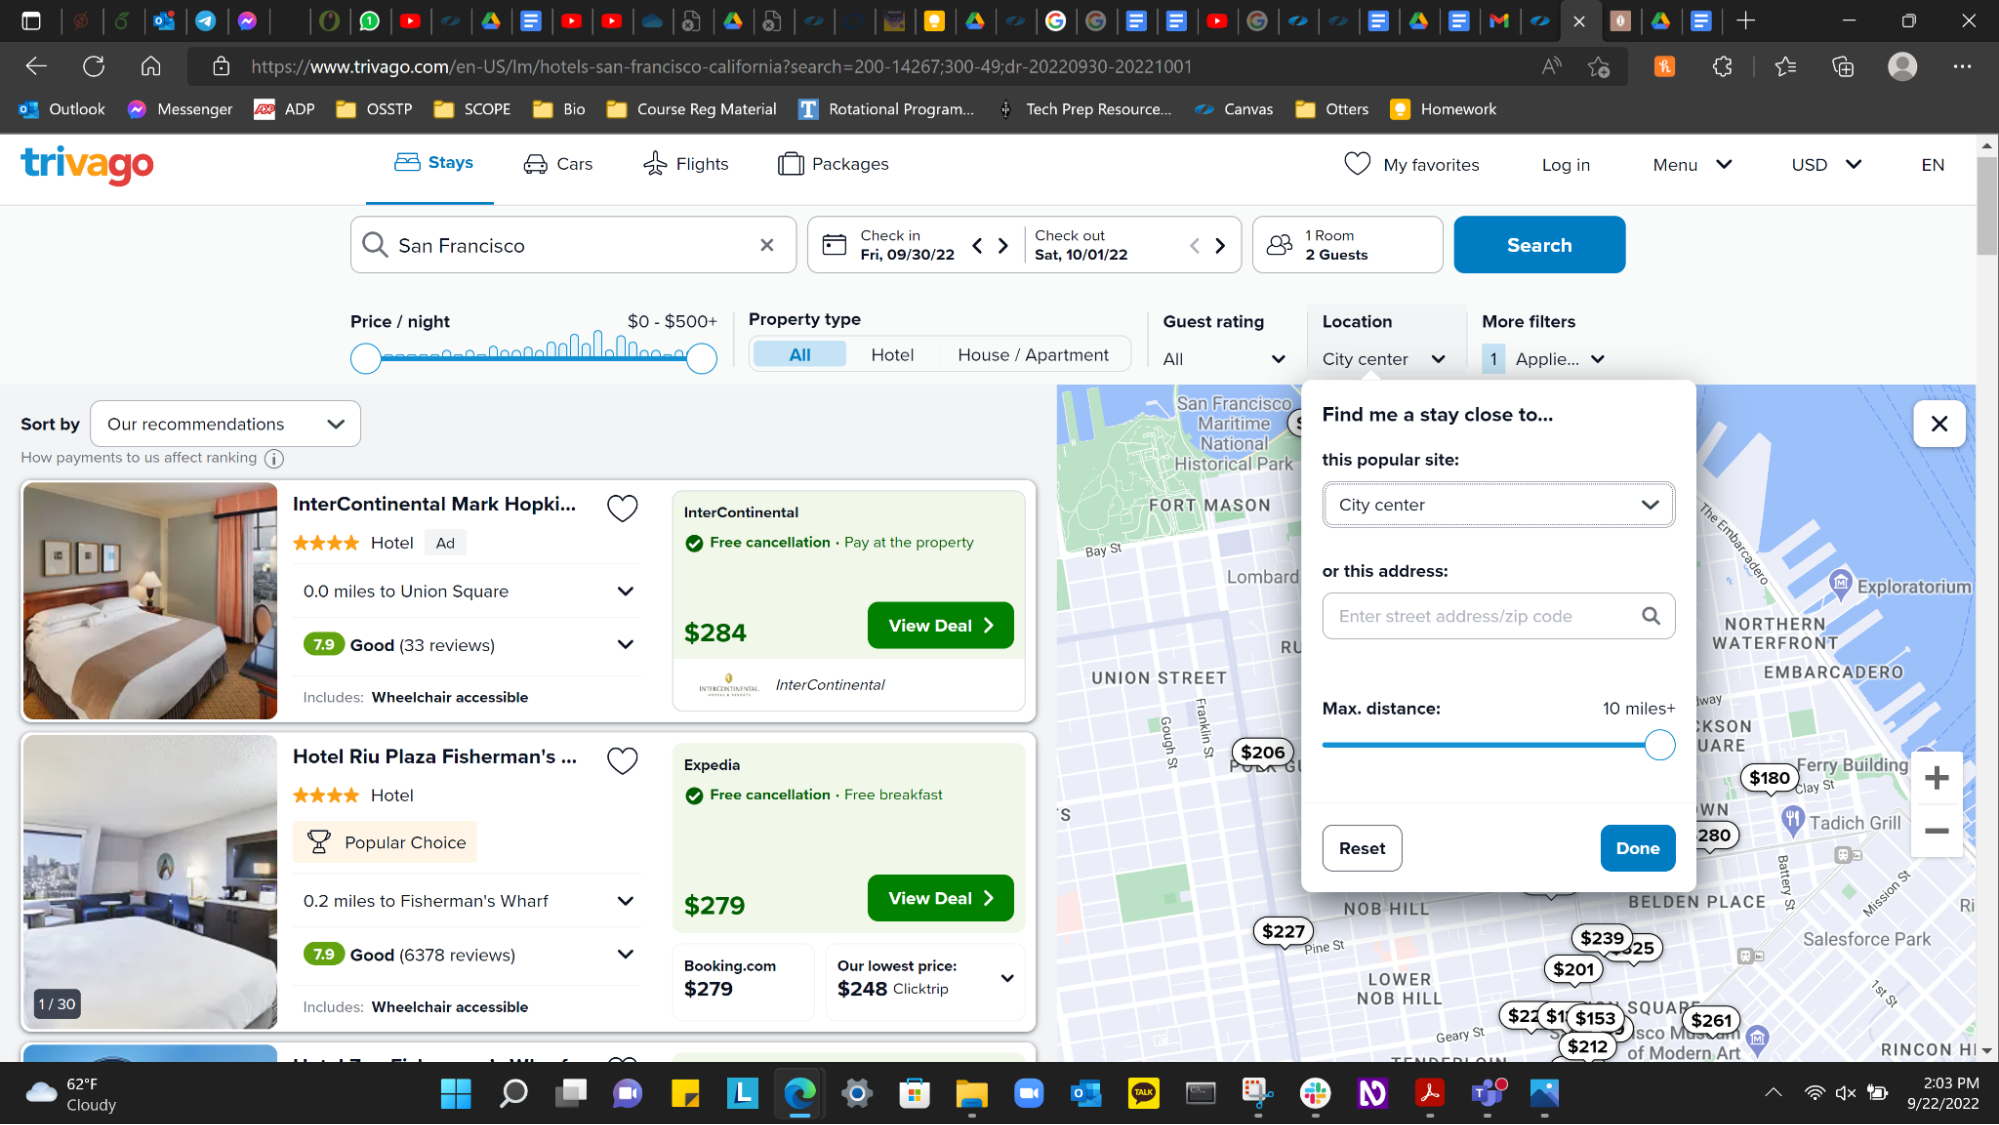 https://www.trivago.com/en-US/lm/hotels-san-francisco-california?search=200-14267;300-49;dr-20220930-20221001
Outlook
Messenger
ADP
OSSTP
SCOPE
Bio
Course Reg Material
Rotational Program...
Tech Prep Resource...
Canvas
Otters
Homework
trivago
Stays
Cars
Flights
Packages
My favorites
Log in
Menu
USD
EN
San Francisco
Check in
Fri, 09/30/22
Check out
Sat, 10/01/22
1 Room
2 Guests
Search
Price / night
$0 - $500+
Property type
All
Hotel
House / Apartment
Guest rating
All
Location
City center
More filters
1 Applie...
Sort by
Our recommendations
How payments to us affect ranking
InterContinental Mark Hopki...
Hotel
Ad
0.0 miles to Union Square
7.9 Good (33 reviews)
Includes: Wheelchair accessible
InterContinental
Free cancellation · Pay at the property
$284
View Deal
INTERCONTINENTAL
InterContinental
Hotel Riu Plaza Fisherman's ...
Hotel
Popular Choice
0.2 miles to Fisherman's Wharf
7.9 Good (6378 reviews)
Includes: Wheelchair accessible
1 / 30
Expedia
Free cancellation · Free breakfast
$279
View Deal
Booking.com
$279
Our lowest price:
$248 Clicktrip
Find me a stay close to...
this popular site:
City center
or this address:
Enter street address/zip code
Max. distance:
10 miles+
Reset
Done
San Francisco
Maritime
National
Historical Park
FORT MASON
Bay St
Lombard
UNION STREET
Gough St
Franklin St
$206
The Embarcadero
Exploratorium
NORTHERN
WATERFRONT
EMBARCADERO
Ferry Building
$180
Clay St
Tadich Grill
280
Battery St
Mission St
BELDEN PLACE
NOB HILL
$227
Pine St
$239
$201
Salesforce Park
LOWER
NOB HILL
1st St
SQUARE
$153
$261
$212
Geary St
of Modern Art
62°F
Cloudy
TALK
2:03 PM
9/22/2022